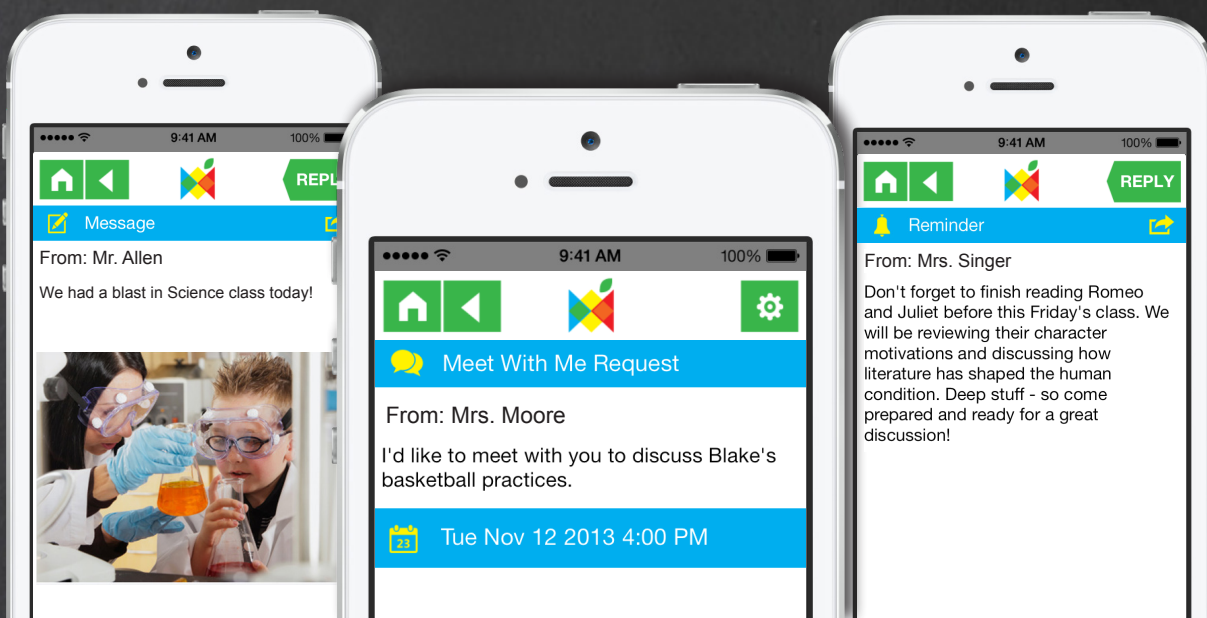 9:41 AM
100%
REPL
Message
From: Mr. Allen
We had a blast in Science class today!
9:41 AM
100%
Meet With Me Request
From: Mrs. Moore
I'd like to meet with you to discuss Blake's
basketball practices.
23
Tue Nov 12 2013 4:00 PM
9:41 AM
100%
REPLY
Reminder
From: Mrs. Singer
Don't forget to finish reading Romeo
and Juliet before this Friday's class. We
will be reviewing their character
motivations and discussing how
literature has shaped the human
condition. Deep stuff - so come
prepared and ready for a great
discussion!